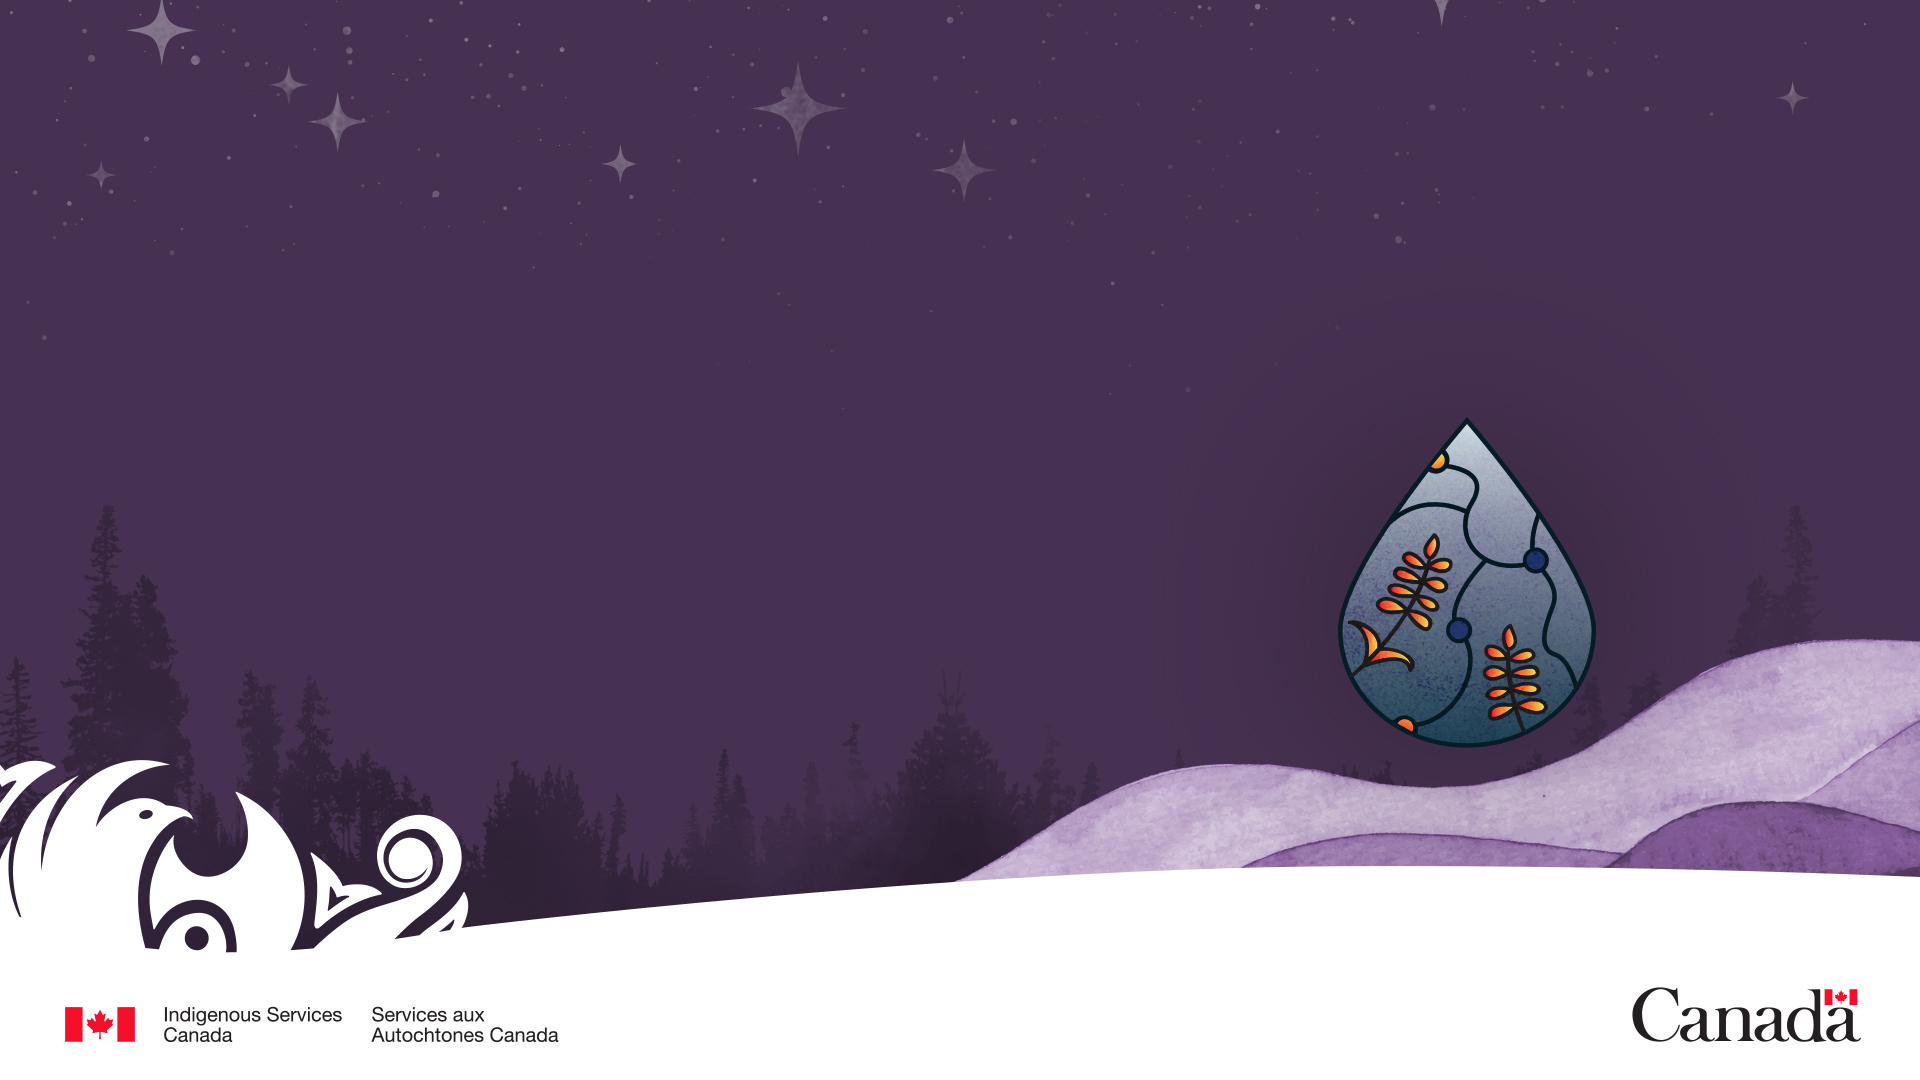 Indigenous Services
Canada
Services aux
Autochtones Canada
Canada